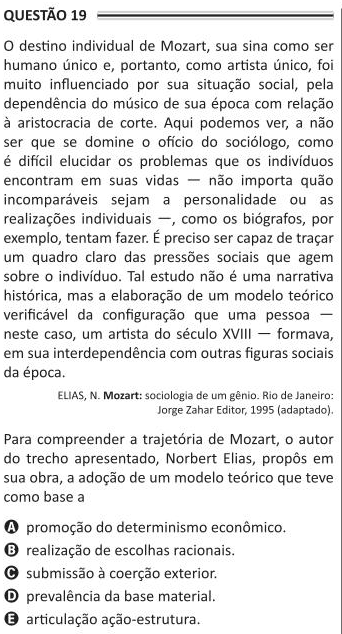 QUESTÃO 19
O destino individual de Mozart, sua sina como ser
humano único e, portanto, como artista único, foi
muito influenciado por sua situação social, pela
dependência do músico de sua época com relação
à aristocracia de corte. Aqui podemos ver, a não
ser que se domine o ofício do sociólogo, como
é difícil elucidar os problemas que os indivíduos
encontram em suas vidas — não importa quão
incomparáveis sejam a personalidade ou as
realizações individuais —, como os biógrafos, por
exemplo, tentam fazer. É preciso ser capaz de traçar
um quadro claro das pressões sociais que agem
sobre o indivíduo. Tal estudo não é uma narrativa
histórica, mas a elaboração de um modelo teórico
verificável da configuração que uma pessoa —
neste caso, um artista do século XVIII — formava,
em sua interdependência com outras figuras sociais
da época.
ELIAS, N. Mozart: sociologia de um gênio. Rio de Janeiro:
Jorge Zahar Editor, 1995 (adaptado).
Para compreender a trajetória de Mozart, o autor
do trecho apresentado, Norbert Elias, propôs em
sua obra, a adoção de um modelo teórico que teve
como base a
A promoção do determinismo econômico.
B realização de escolhas racionais.
C submissão à coerção exterior.
D prevalência da base material.
E articulação ação-estrutura.